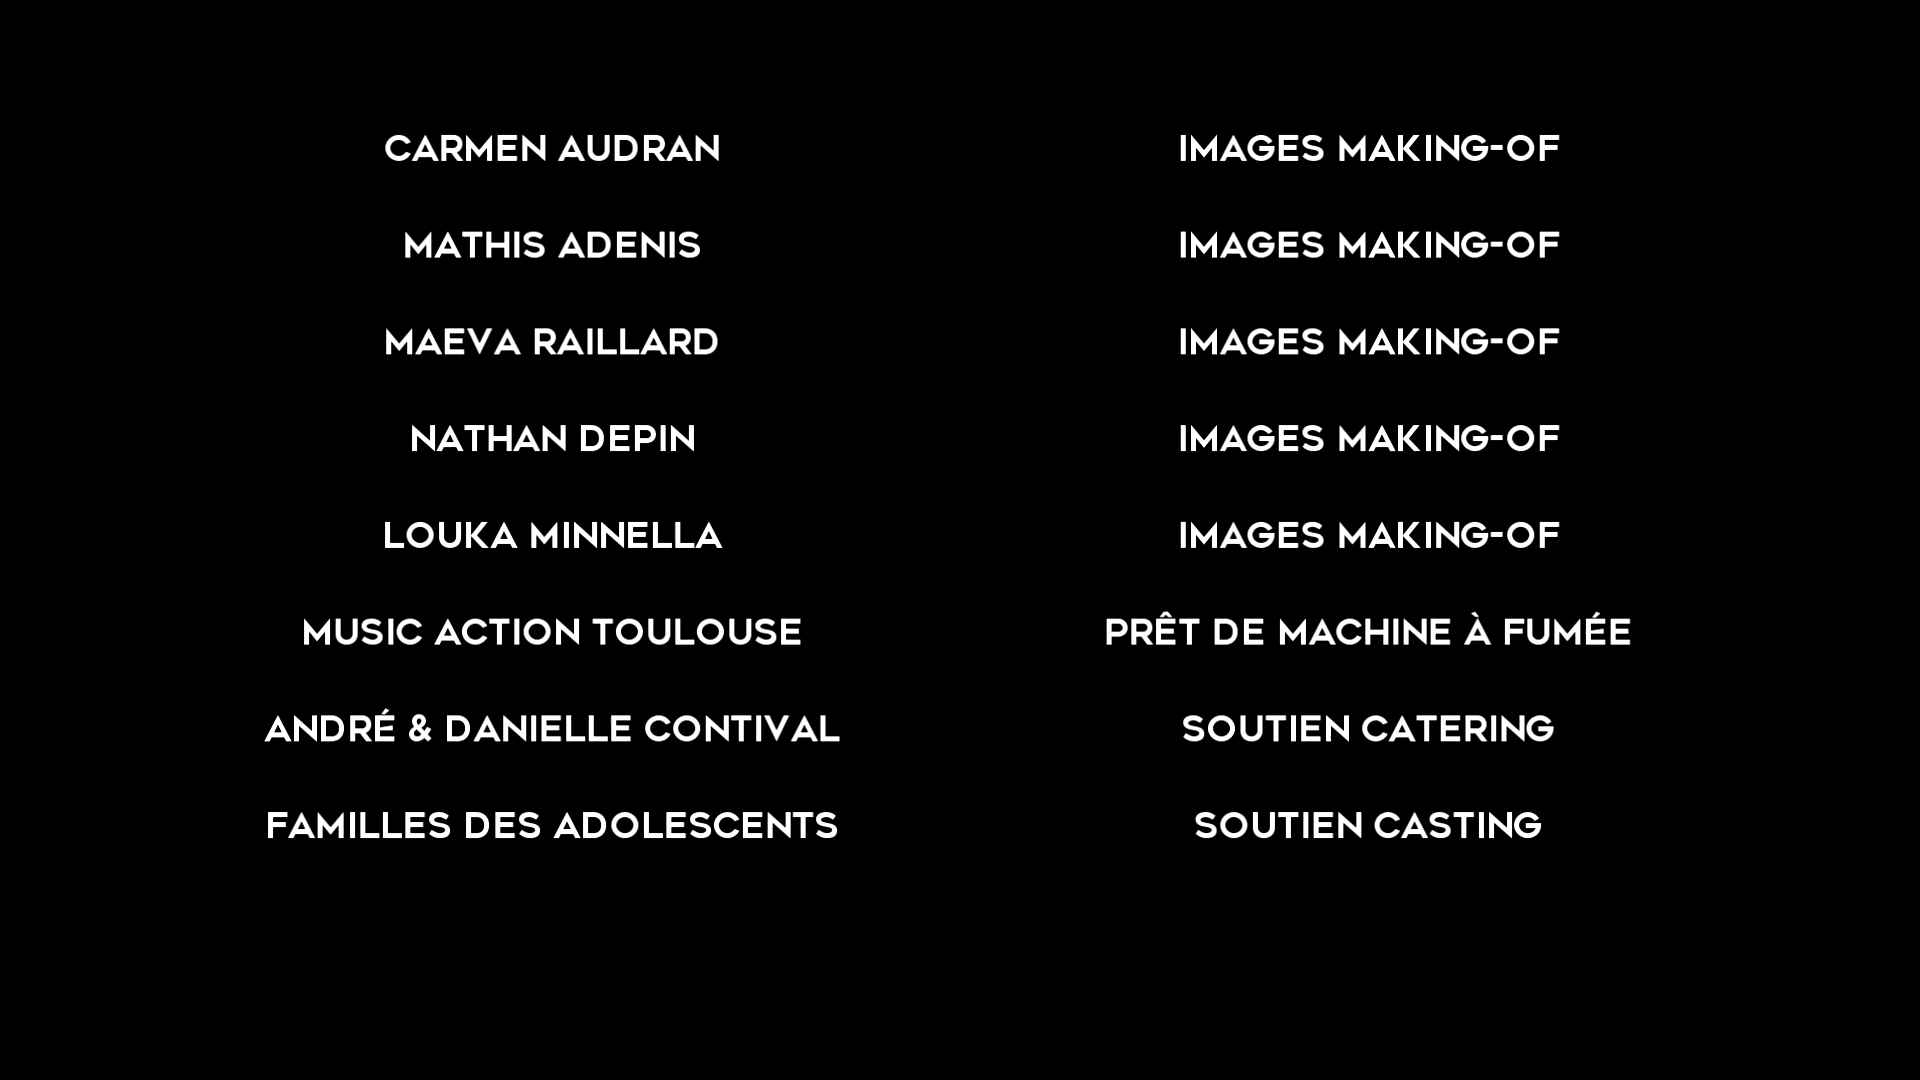 CARMEN AUDRAN IMAGES MAKING-OF
MATHIS ADENIS IMAGES MAKING-OF
MAEVA RAILLARD IMAGES MAKING-OF
NATHAN DEPIN IMAGES MAKING-OF
LOUKA MINNELLA IMAGES MAKING-OF
MUSIC ACTION TOULOUSE PRÊT DE MACHINE À FUMÉE
ANDRÉ & DANIELLE CONTIVAL SOUTIEN CATERING
FAMILLES DES ADOLESCENTS SOUTIEN CASTING